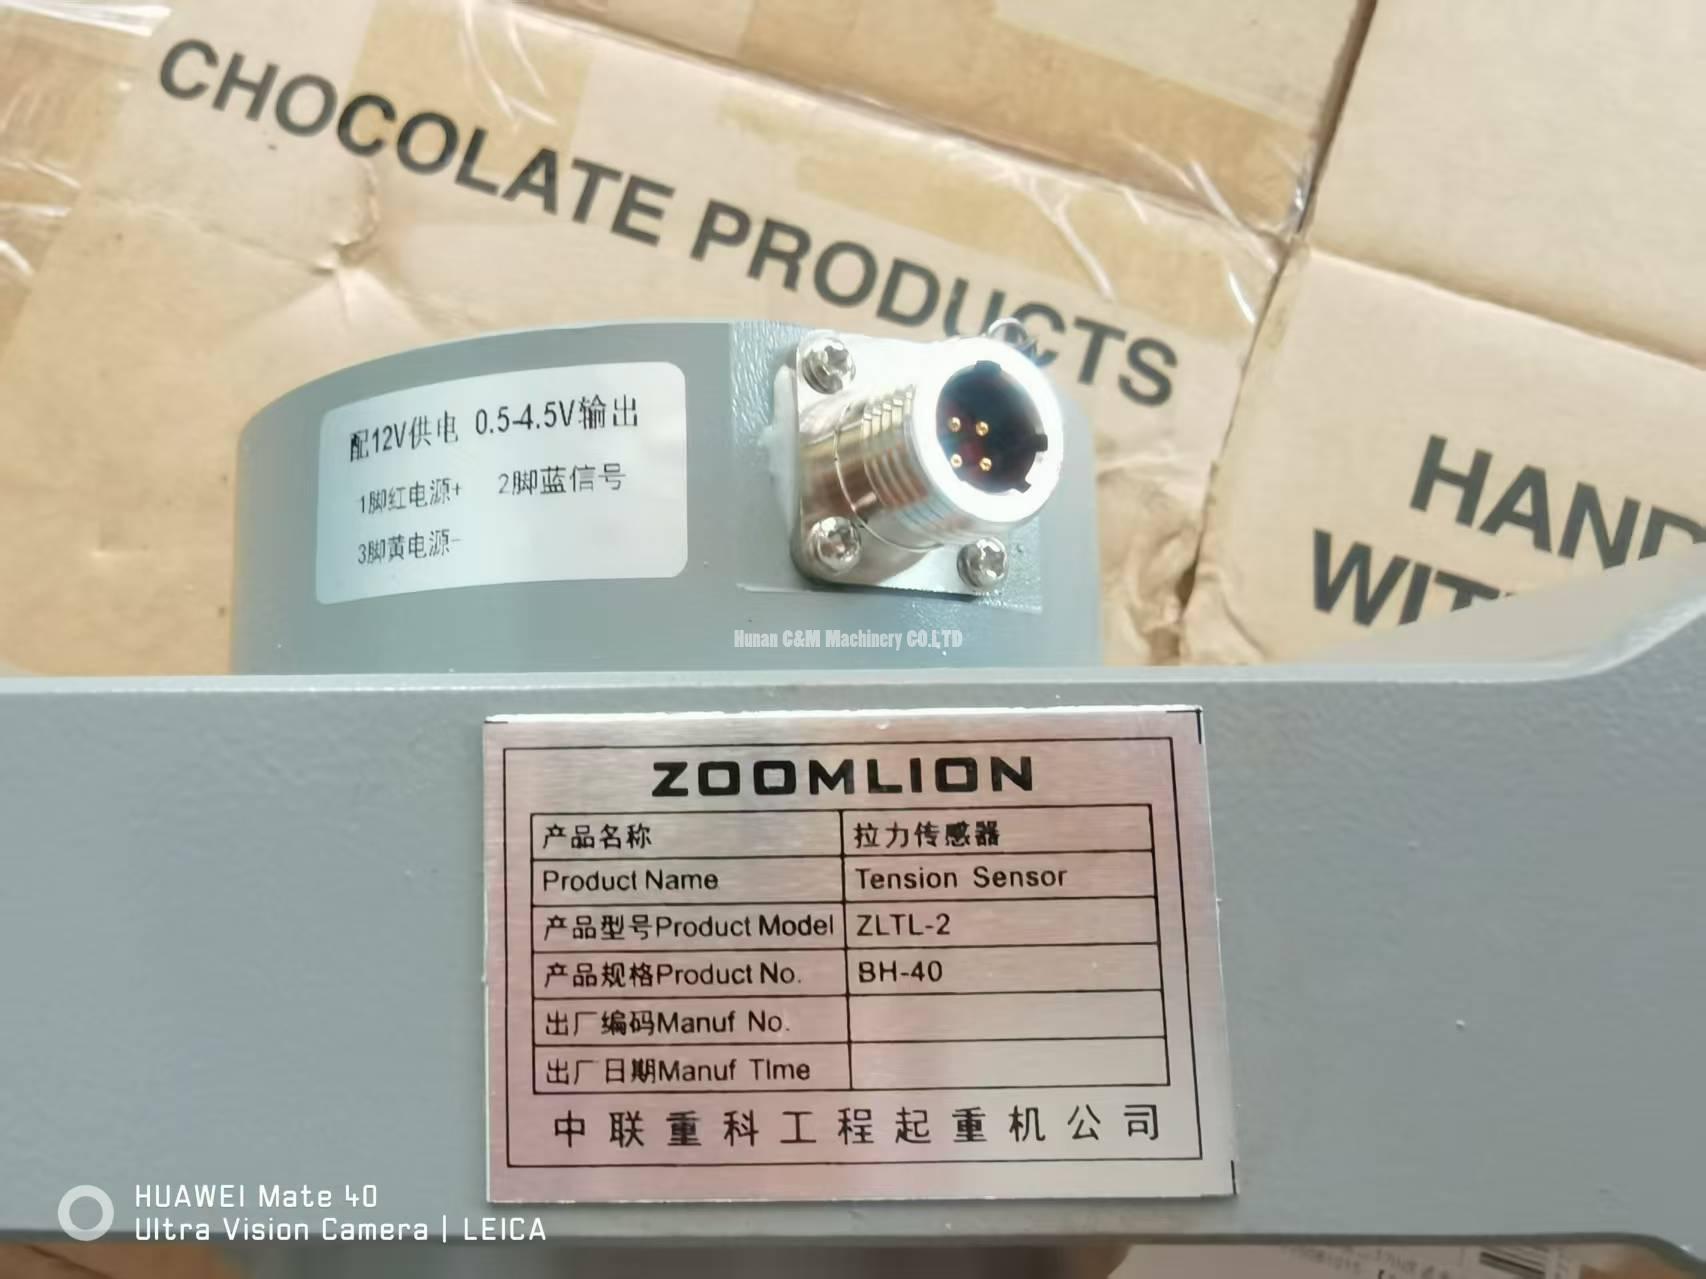 CHOCOLATE PRODUCTS
HAND
WIT
配12V供电 0.5-4.5V输出
1脚红电源+ 2脚蓝信号
3脚黄电源-
Hunan C&M Machinery CO.LTD
ZOOMLION
产品名称 拉力传感器
Product Name Tension Sensor
产品型号Product Model ZLTL-2
产品规格Product No. BH-40
出厂编码Manuf No.
出厂日期Manuf TIme
中联重科工程起重机公司
HUAWEI Mate 40
Ultra Vision Camera | LEICA